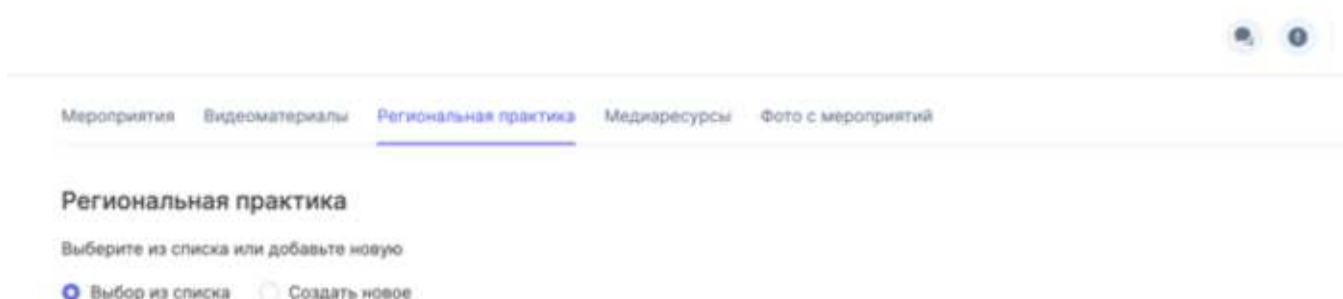 Мероприятия Видеоматериалы Региональная практика Медиаресурсы Фото с мероприятий
Региональная практика
Выберите из списка или добавьте новую
Выбор из списка Создать новое